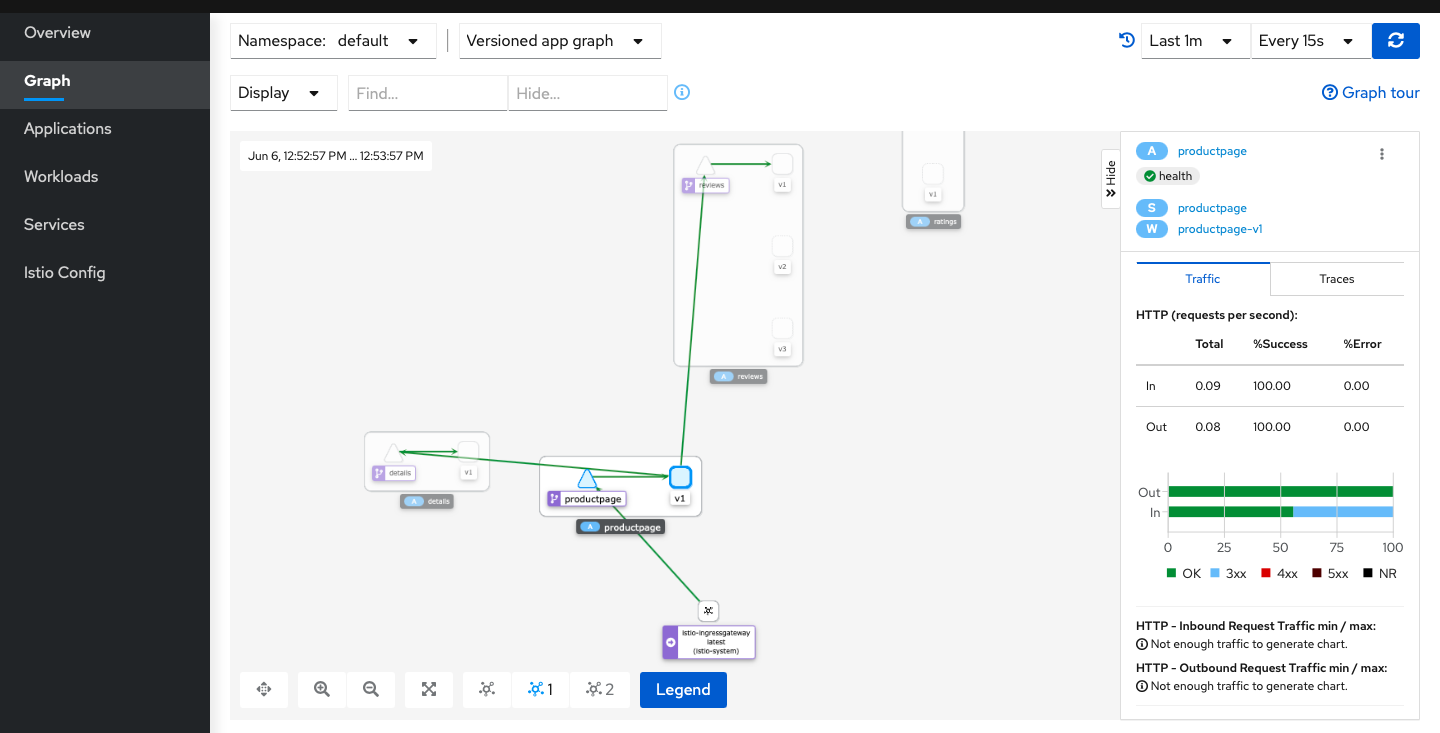 Overview
Graph
Applications
Workloads
Services
Istio Config
Namespace: default
Versioned app graph
Last 1m
Every 15s
Display
Find...
Hide...
Graph tour
Jun 6, 12:52:57 PM ... 12:53:57 PM
reviews
v1
v2
v3
A reviews
v1
A ratings
details
v1
A details
productpage
v1
A productpage
istio-ingressgateway
latest
(istio-system)
1
2
Legend
Hide
A productpage
health
S productpage
W productpage-v1
Traffic
Traces
HTTP (requests per second):
Total %Success %Error
In 0.09 100.00 0.00
Out 0.08 100.00 0.00
Out
In
0 25 50 75 100
OK 3xx 4xx 5xx NR
HTTP - Inbound Request Traffic min / max:
Not enough traffic to generate chart.
HTTP - Outbound Request Traffic min / max:
Not enough traffic to generate chart.